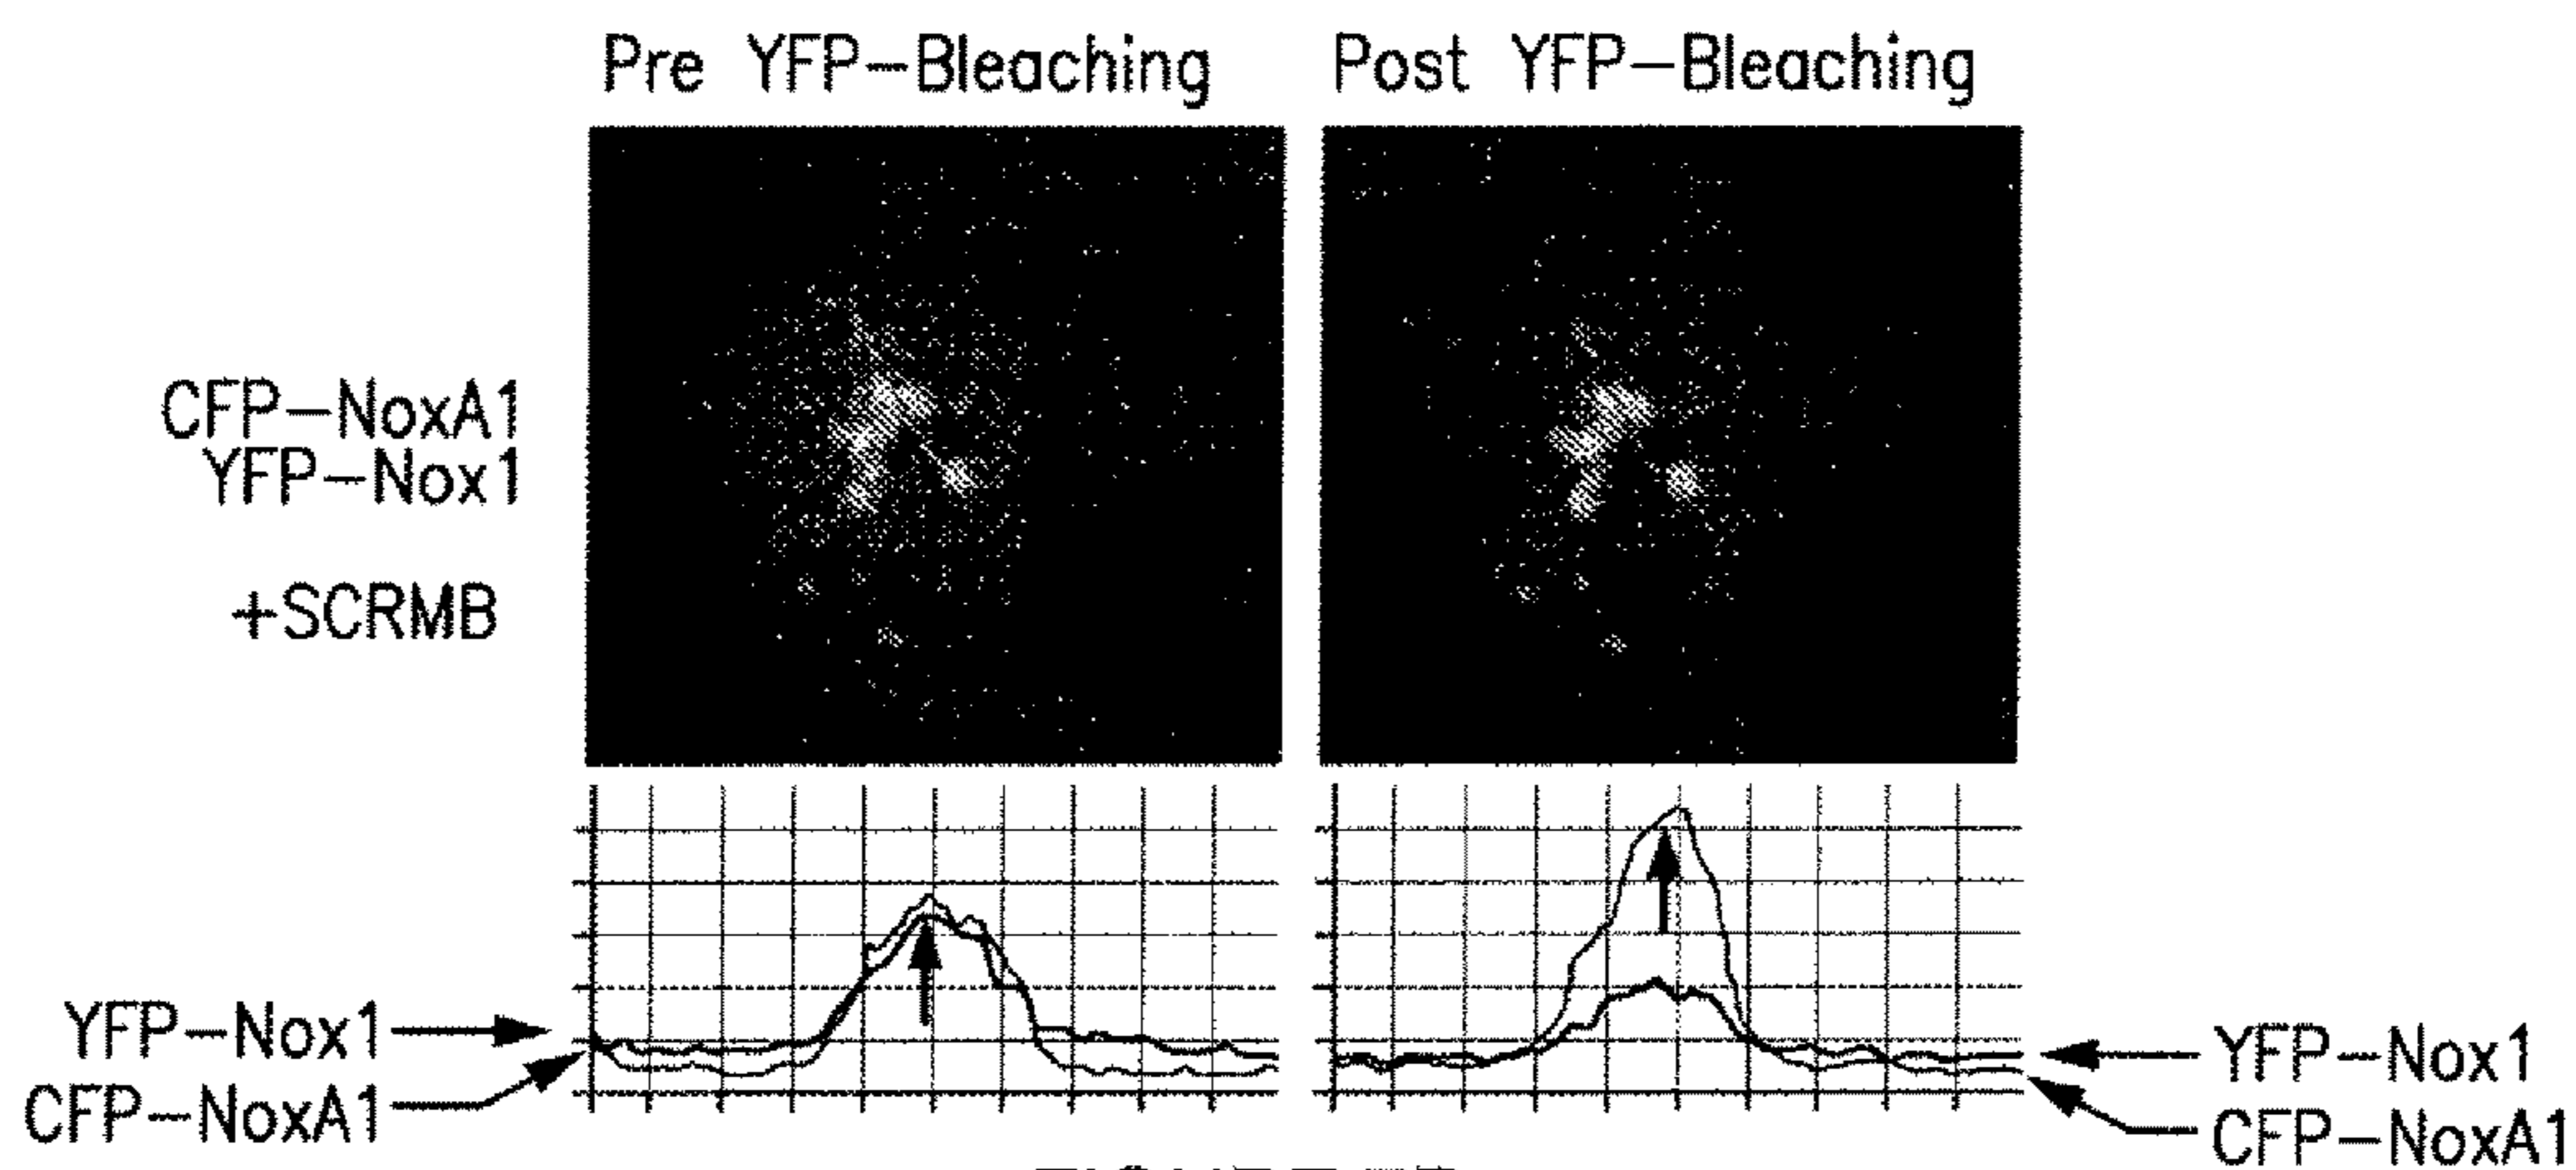 Pre YFP-Bleaching
Post YFP-Bleaching
CFP-NoxA1
YFP-Nox1
+SCRMB
YFP-Nox1
CFP-NoxA1
YFP-Nox1
CFP-NoxA1